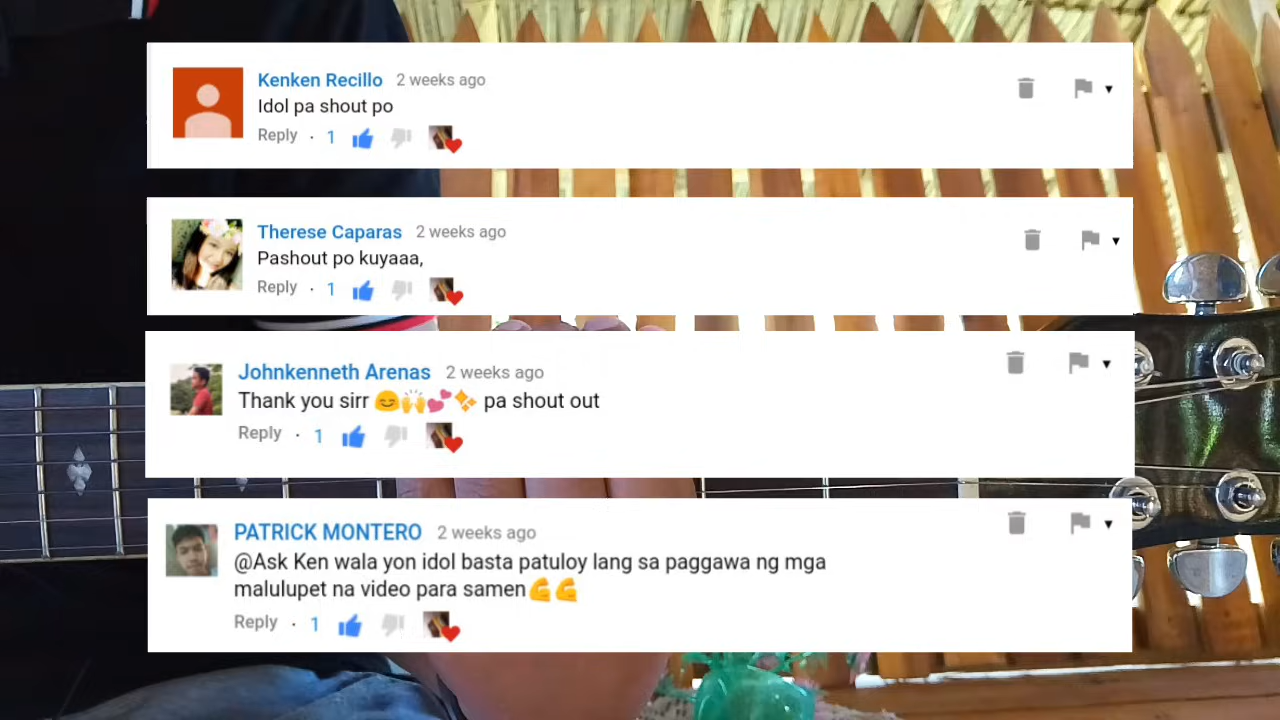 Kenken Recillo 2 weeks ago
Idol pa shout po
Reply · 1
Therese Caparas 2 weeks ago
Pashout po kuyaaa,
Reply · 1
Johnkenneth Arenas 2 weeks ago
Thank you sirr 😊🙌💕✨ pa shout out
Reply · 1
PATRICK MONTERO 2 weeks ago
@Ask Ken wala yon idol basta patuloy lang sa paggawa ng mga
malulupet na video para samen💪💪
Reply · 1